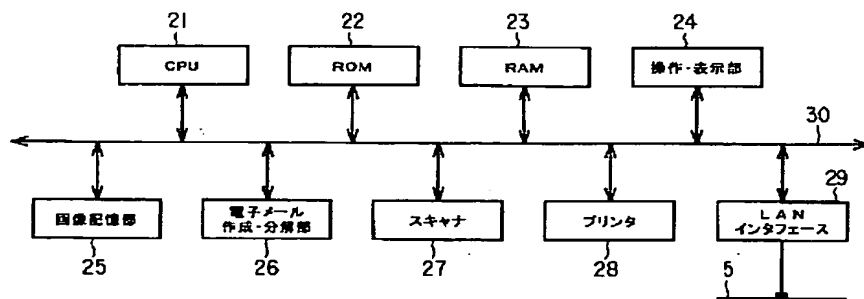 21
22
23
24
CPU
ROM
RAM
操作・表示部
30
29
画像記憶部
電子メール
作成・分解部
スキャナ
プリンタ
LAN
インタフェース
25
26
27
28
5